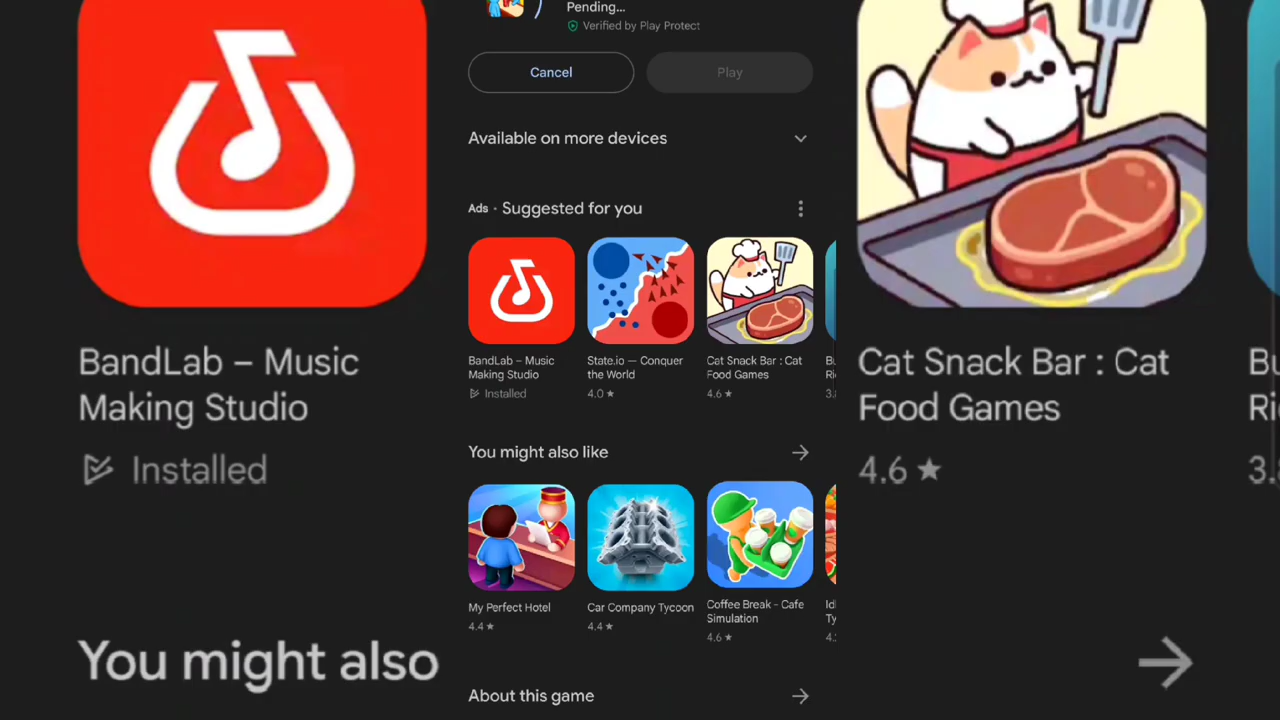 Pending...
Verified by Play Protect
Cancel
Play
Available on more devices
Ads · Suggested for you
BandLab – Music
Making Studio
Installed
State.io — Conquer
the World
4.0 ★
Cat Snack Bar : Cat
Food Games
4.6 ★
You might also like
My Perfect Hotel
4.4 ★
Car Company Tycoon
4.4 ★
Coffee Break - Cafe
Simulation
4.6 ★
About this game
BandLab – Music
Making Studio
Installed
Cat Snack Bar : Cat
Food Games
4.6 ★
You might also